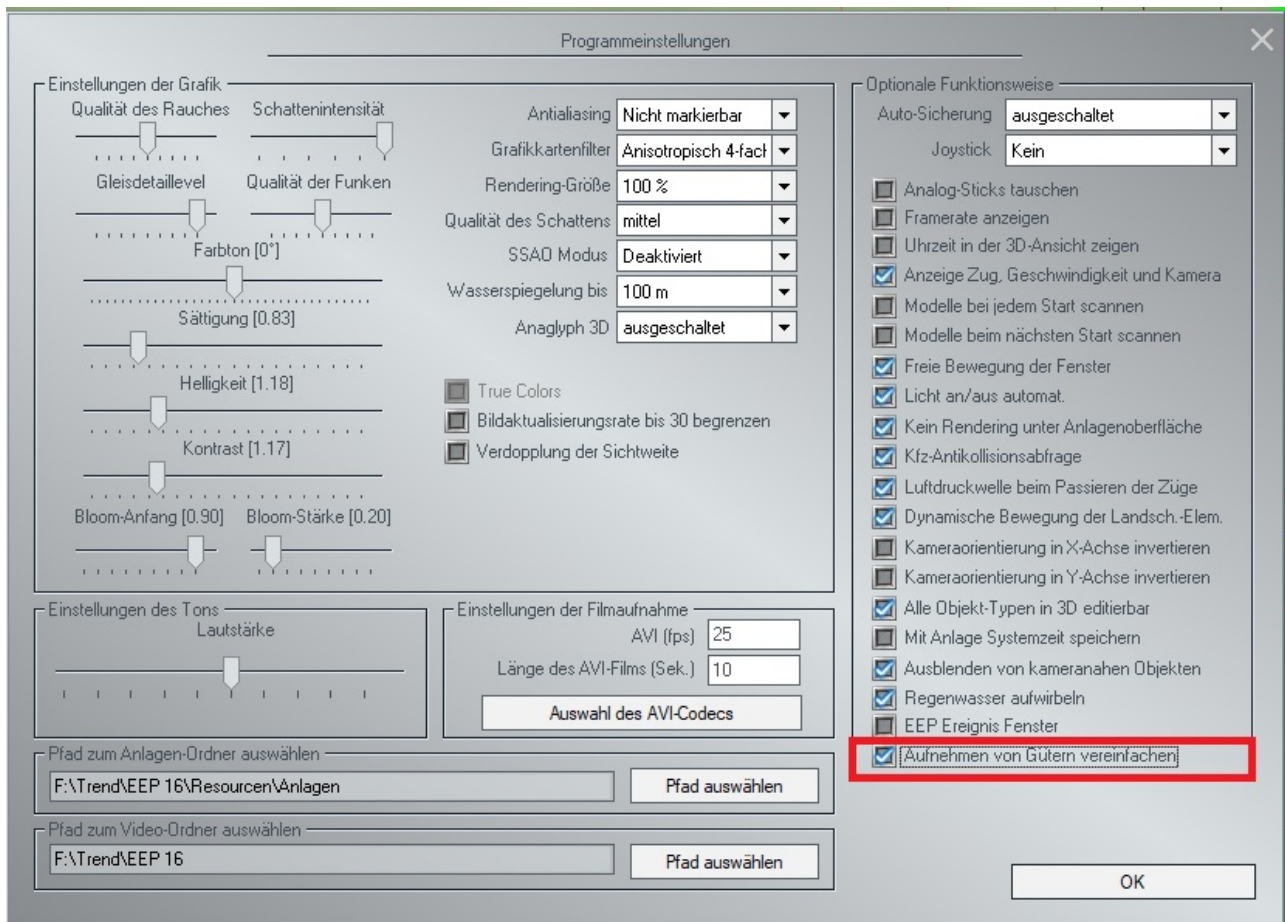 Programmeinstellungen
Einstellungen der Grafik
Qualität des Rauches
Schattenintensität
Gleisdetaillevel
Qualität der Funken
Farbton [0°]
Sättigung [0.83]
Helligkeit [1.18]
Kontrast [1.17]
Bloom-Anfang [0.90]
Bloom-Stärke [0.20]
Antialiasing Nicht markierbar
Grafikkartenfilter Anisotropisch 4-fach
Rendering-Größe 100 %
Qualität des Schattens mittel
SSAO Modus Deaktiviert
Wasserspiegelung bis 100 m
Anaglyph 3D ausgeschaltet
True Colors
Bildaktualisierungsrate bis 30 begrenzen
Verdopplung der Sichtweite
Einstellungen des Tons
Lautstärke
Einstellungen der Filmaufnahme
AVI (fps) 25
Länge des AVI-Films (Sek.) 10
Auswahl des AVI-Codecs
Pfad zum Anlagen-Ordner auswählen
F:\Trend\EEP 16\Resourcen\Anlagen
Pfad auswählen
Pfad zum Video-Ordner auswählen
F:\Trend\EEP 16
Pfad auswählen
Optionale Funktionsweise
Auto-Sicherung ausgeschaltet
Joystick Kein
Analog-Sticks tauschen
Framerate anzeigen
Uhrzeit in der 3D-Ansicht zeigen
Anzeige Zug, Geschwindigkeit und Kamera
Modelle bei jedem Start scannen
Modelle beim nächsten Start scannen
Freie Bewegung der Fenster
Licht an/aus automat.
Kein Rendering unter Anlagenoberfläche
Kfz-Antikollisionsabfrage
Luftdruckwelle beim Passieren der Züge
Dynamische Bewegung der Landsch.-Elem.
Kameraorientierung in X-Achse invertieren
Kameraorientierung in Y-Achse invertieren
Alle Objekt-Typen in 3D editierbar
Mit Anlage Systemzeit speichern
Ausblenden von kameranahen Objekten
Regenwasser aufwirbeln
EEP Ereignis Fenster
Aufnehmen von Gütern vereinfachen
OK